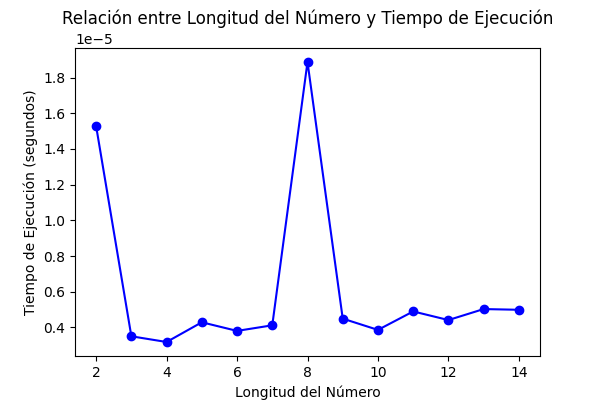 Relación entre Longitud del Número y Tiempo de Ejecución
1e−5
1.8
1.6
1.4
1.2
1.0
0.8
0.6
0.4
Tiempo de Ejecución (segundos)
2 4 6 8 10 12 14
Longitud del Número